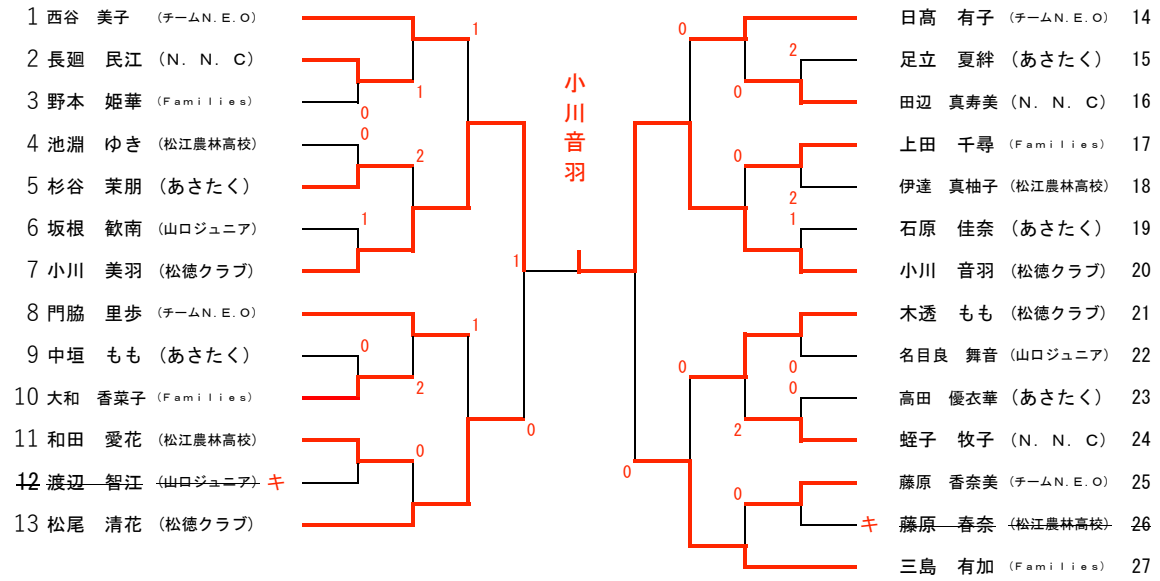 1 西谷 美子 (チームN.E.O)
2 長廻 民江 (N.N.C)
3 野本 姫華 (Families)
4 池淵 ゆき (松江農林高校)
5 杉谷 茉朋 (あさたく)
6 坂根 歓南 (山口ジュニア)
7 小川 美羽 (松徳クラブ)
8 門脇 里歩 (チームN.E.O)
9 中垣 もも (あさたく)
10 大和 香菜子 (Families)
11 和田 愛花 (松江農林高校)
12 渡辺 智江 (山口ジュニア) キ
13 松尾 清花 (松徳クラブ)
1
1
0
0
2
1
1
0
1
2
0
0
小川音羽
0
2
0
0
2
1
0
0
0
2
0
0
日髙 有子 (チームN.E.O) 14
足立 夏絆 (あさたく) 15
田辺 真寿美 (N.N.C) 16
上田 千尋 (Families) 17
伊達 真柚子 (松江農林高校) 18
石原 佳奈 (あさたく) 19
小川 音羽 (松徳クラブ) 20
木透 もも (松徳クラブ) 21
名目良 舞音 (山口ジュニア) 22
高田 優衣華 (あさたく) 23
蛭子 牧子 (N.N.C) 24
藤原 香奈美 (チームN.E.O) 25
キ 藤原 春奈 (松江農林高校) 26
三島 有加 (Families) 27